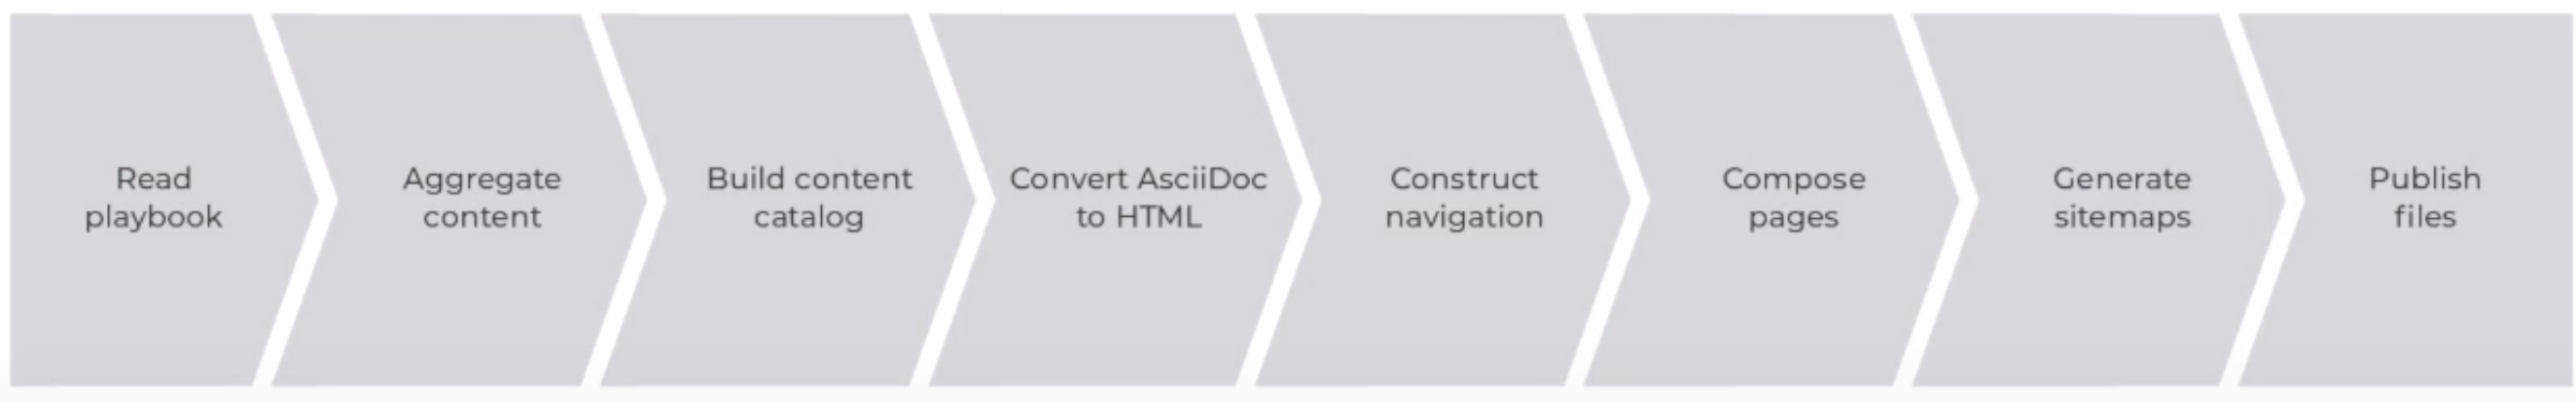 Read
playbook
Aggregate
content
Build content
catalog
Convert AsciiDoc
to HTML
Construct
navigation
Compose
pages
Generate
sitemaps
Publish
files